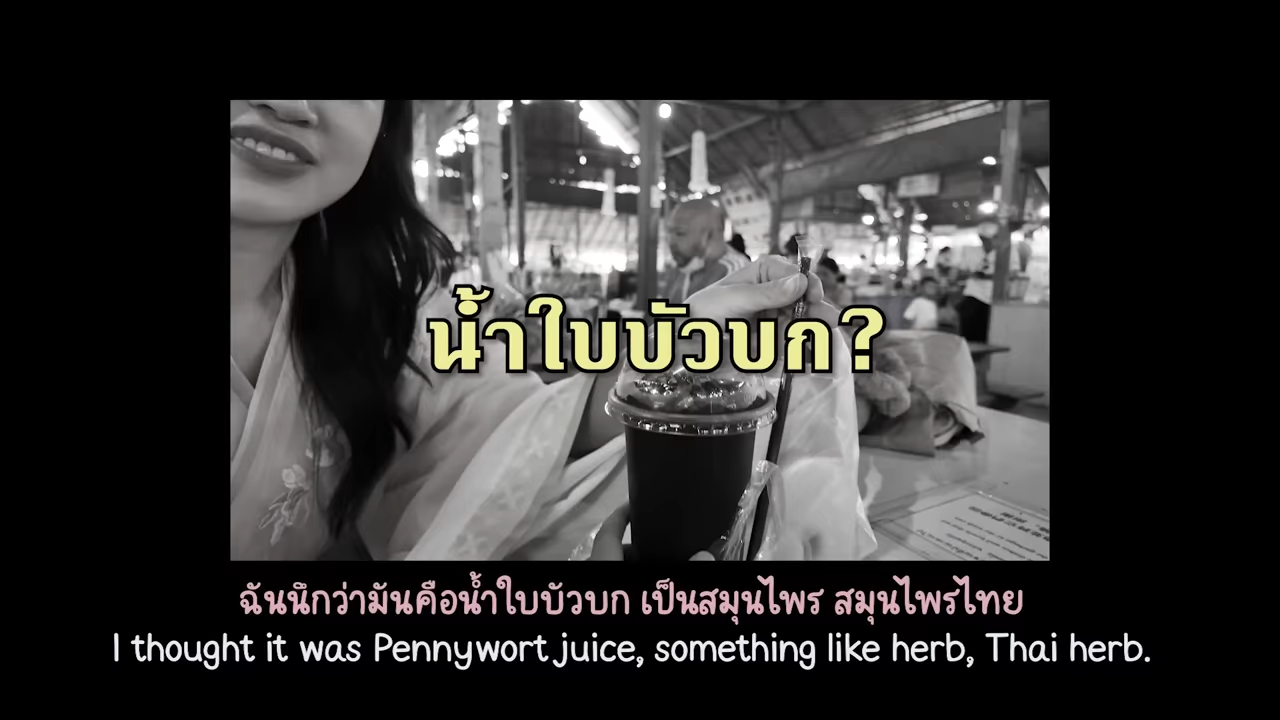 น้ำใบบัวบก?
ฉันนึกว่ามันคือน้ำใบบัวบก เป็นสมุนไพร สมุนไพรไทย
I thought it was Pennywort juice, something like herb, Thai herb.